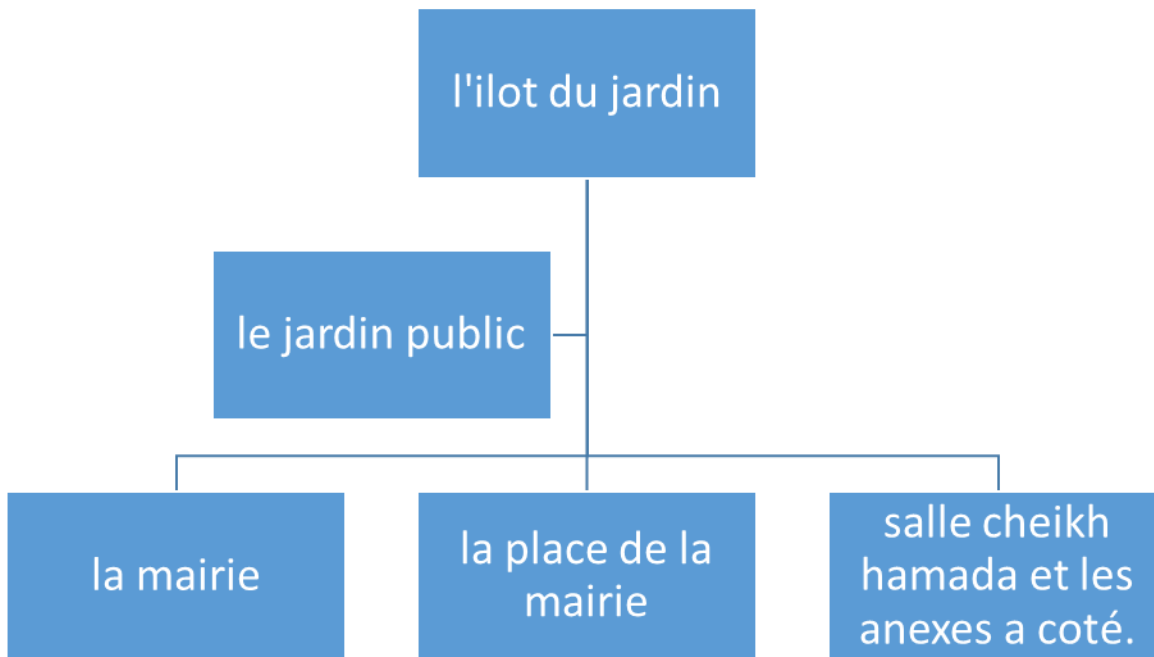 l'ilot du jardin
le jardin public
la mairie
la place de la
mairie
salle cheikh
hamada et les
anexes a coté.